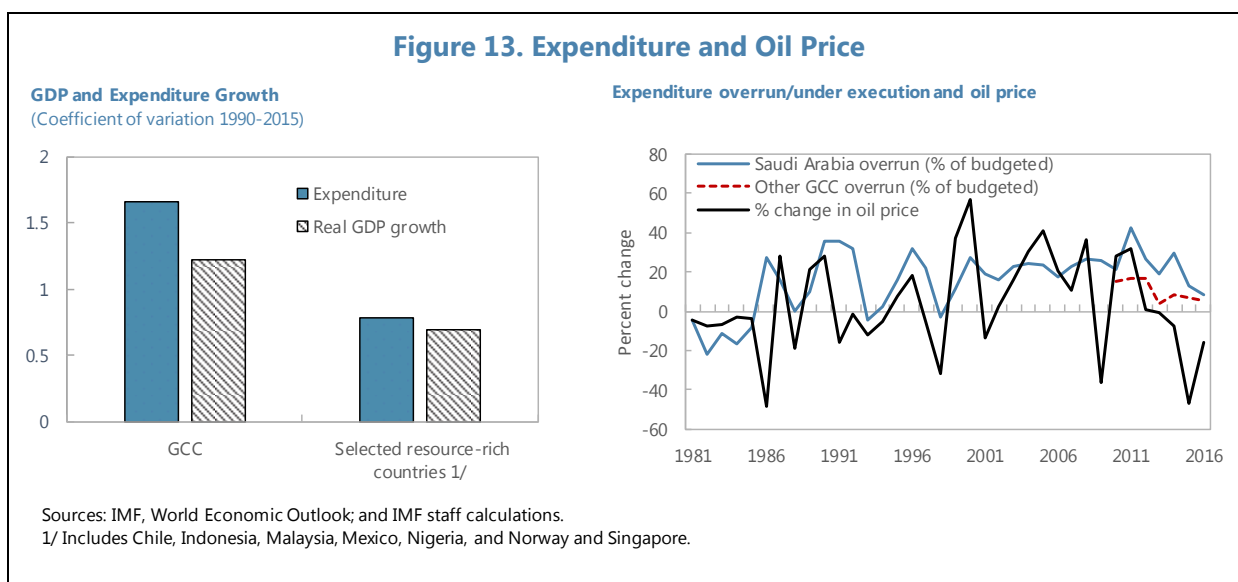 Figure 13. Expenditure and Oil Price
GDP and Expenditure Growth
(Coefficient of variation 1990-2015)
2
1.5
1
0.5
0
Expenditure
Real GDP growth
GCC
Selected resource-rich
countries 1/
Expenditure overrun/under execution and oil price
Percent change
80
60
40
20
0
-20
-40
-60
Saudi Arabia overrun (% of budgeted)
Other GCC overrun (% of budgeted)
% change in oil price
1981 1986 1991 1996 2001 2006 2011 2016
Sources: IMF, World Economic Outlook; and IMF staff calculations.
1/ Includes Chile, Indonesia, Malaysia, Mexico, Nigeria, and Norway and Singapore.